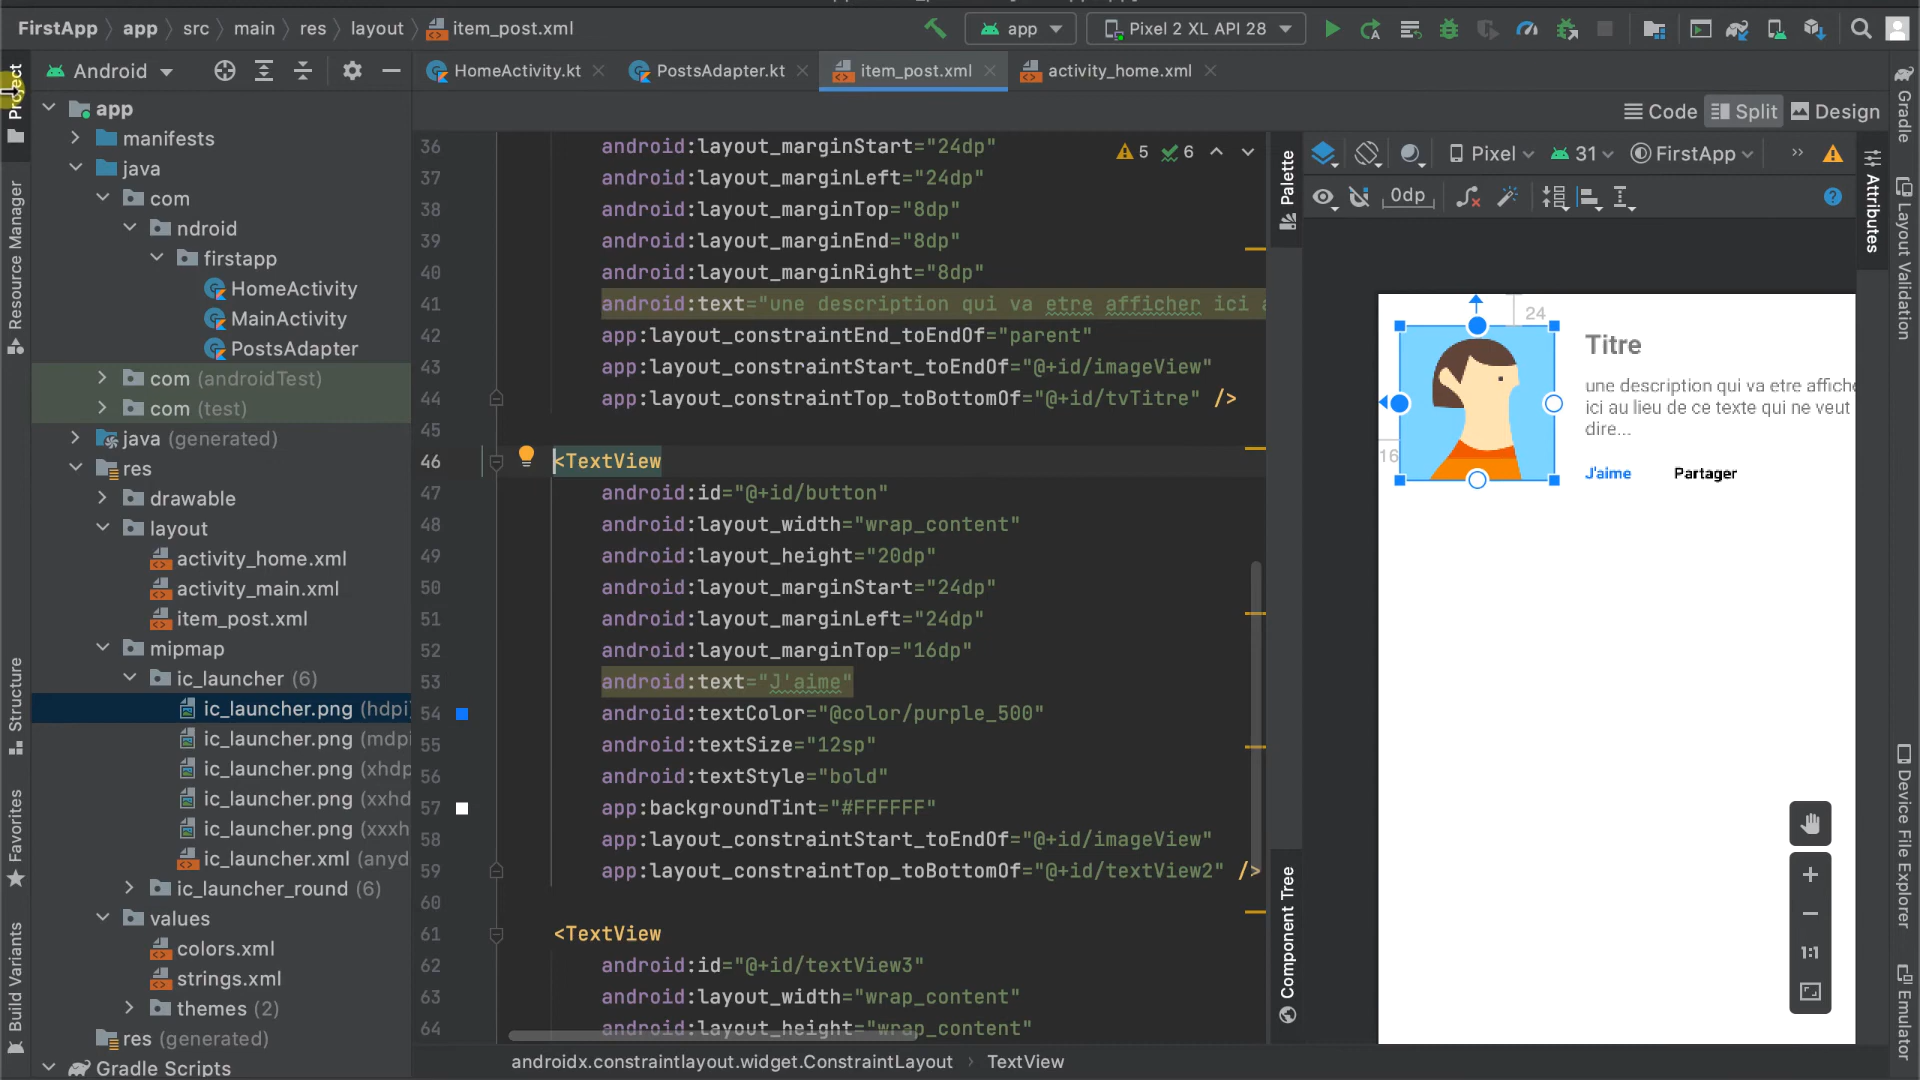 FirstApp app src main res layout item_post.xml app Pixel 2 XL API 28
Project
Android
HomeActivity.kt PostsAdapter.kt item_post.xml activity_home.xml
Code Split Design
app
manifests
java
com
ndroid
firstapp
HomeActivity
MainActivity
PostsAdapter
com (androidTest)
com (test)
java (generated)
res
drawable
layout
activity_home.xml
activity_main.xml
item_post.xml
mipmap
ic_launcher (6)
ic_launcher.png (hdpi)
ic_launcher.png (mdpi
ic_launcher.png (xhdp
ic_launcher.png (xxhd
ic_launcher.png (xxxh
ic_launcher.xml (anyd
ic_launcher_round (6)
values
colors.xml
strings.xml
themes (2)
res (generated)
Gradle Scripts
Resource Manager
Structure
Favorites
Build Variants
36 android:layout_marginStart="24dp"
37 android:layout_marginLeft="24dp"
38 android:layout_marginTop="8dp"
39 android:layout_marginEnd="8dp"
40 android:layout_marginRight="8dp"
41 android:text="une description qui va etre afficher ici a
42 app:layout_constraintEnd_toEndOf="parent"
43 app:layout_constraintStart_toEndOf="@+id/imageView"
44 app:layout_constraintTop_toBottomOf="@+id/tvTitre" />
45
46 <TextView
47 android:id="@+id/button"
48 android:layout_width="wrap_content"
49 android:layout_height="20dp"
50 android:layout_marginStart="24dp"
51 android:layout_marginLeft="24dp"
52 android:layout_marginTop="16dp"
53 android:text="J'aime"
54 android:textColor="@color/purple_500"
55 android:textSize="12sp"
56 android:textStyle="bold"
57 app:backgroundTint="#FFFFFF"
58 app:layout_constraintStart_toEndOf="@+id/imageView"
59 app:layout_constraintTop_toBottomOf="@+id/textView2" />
60
61 <TextView
62 android:id="@+id/textView3"
63 android:layout_width="wrap_content"
64 android:layout_height="wrap_content"
5 6
androidx.constraintlayout.widget.ConstraintLayout TextView
Palette
Component Tree
Pixel 31 FirstApp
0dp
24
16
Titre
une description qui va etre affiche
ici au lieu de ce texte qui ne veut
dire...
J'aime Partager
1:1
Attributes
Gradle
Layout Validation
Device File Explorer
Emulator